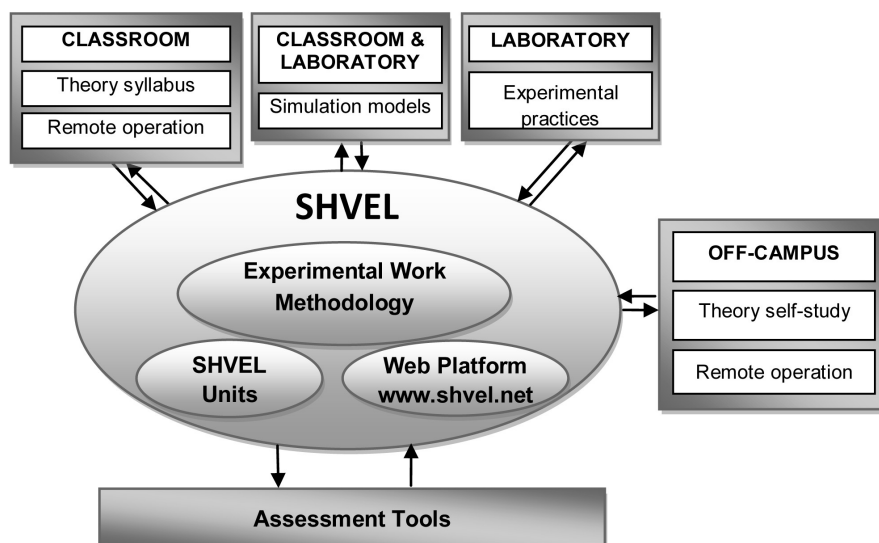 CLASSROOM
Theory syllabus
Remote operation
CLASSROOM &
LABORATORY
Simulation models
LABORATORY
Experimental
practices
SHVEL
Experimental Work
Methodology
SHVEL
Units
Web Platform
www.shvel.net
OFF-CAMPUS
Theory self-study
Remote operation
Assessment Tools